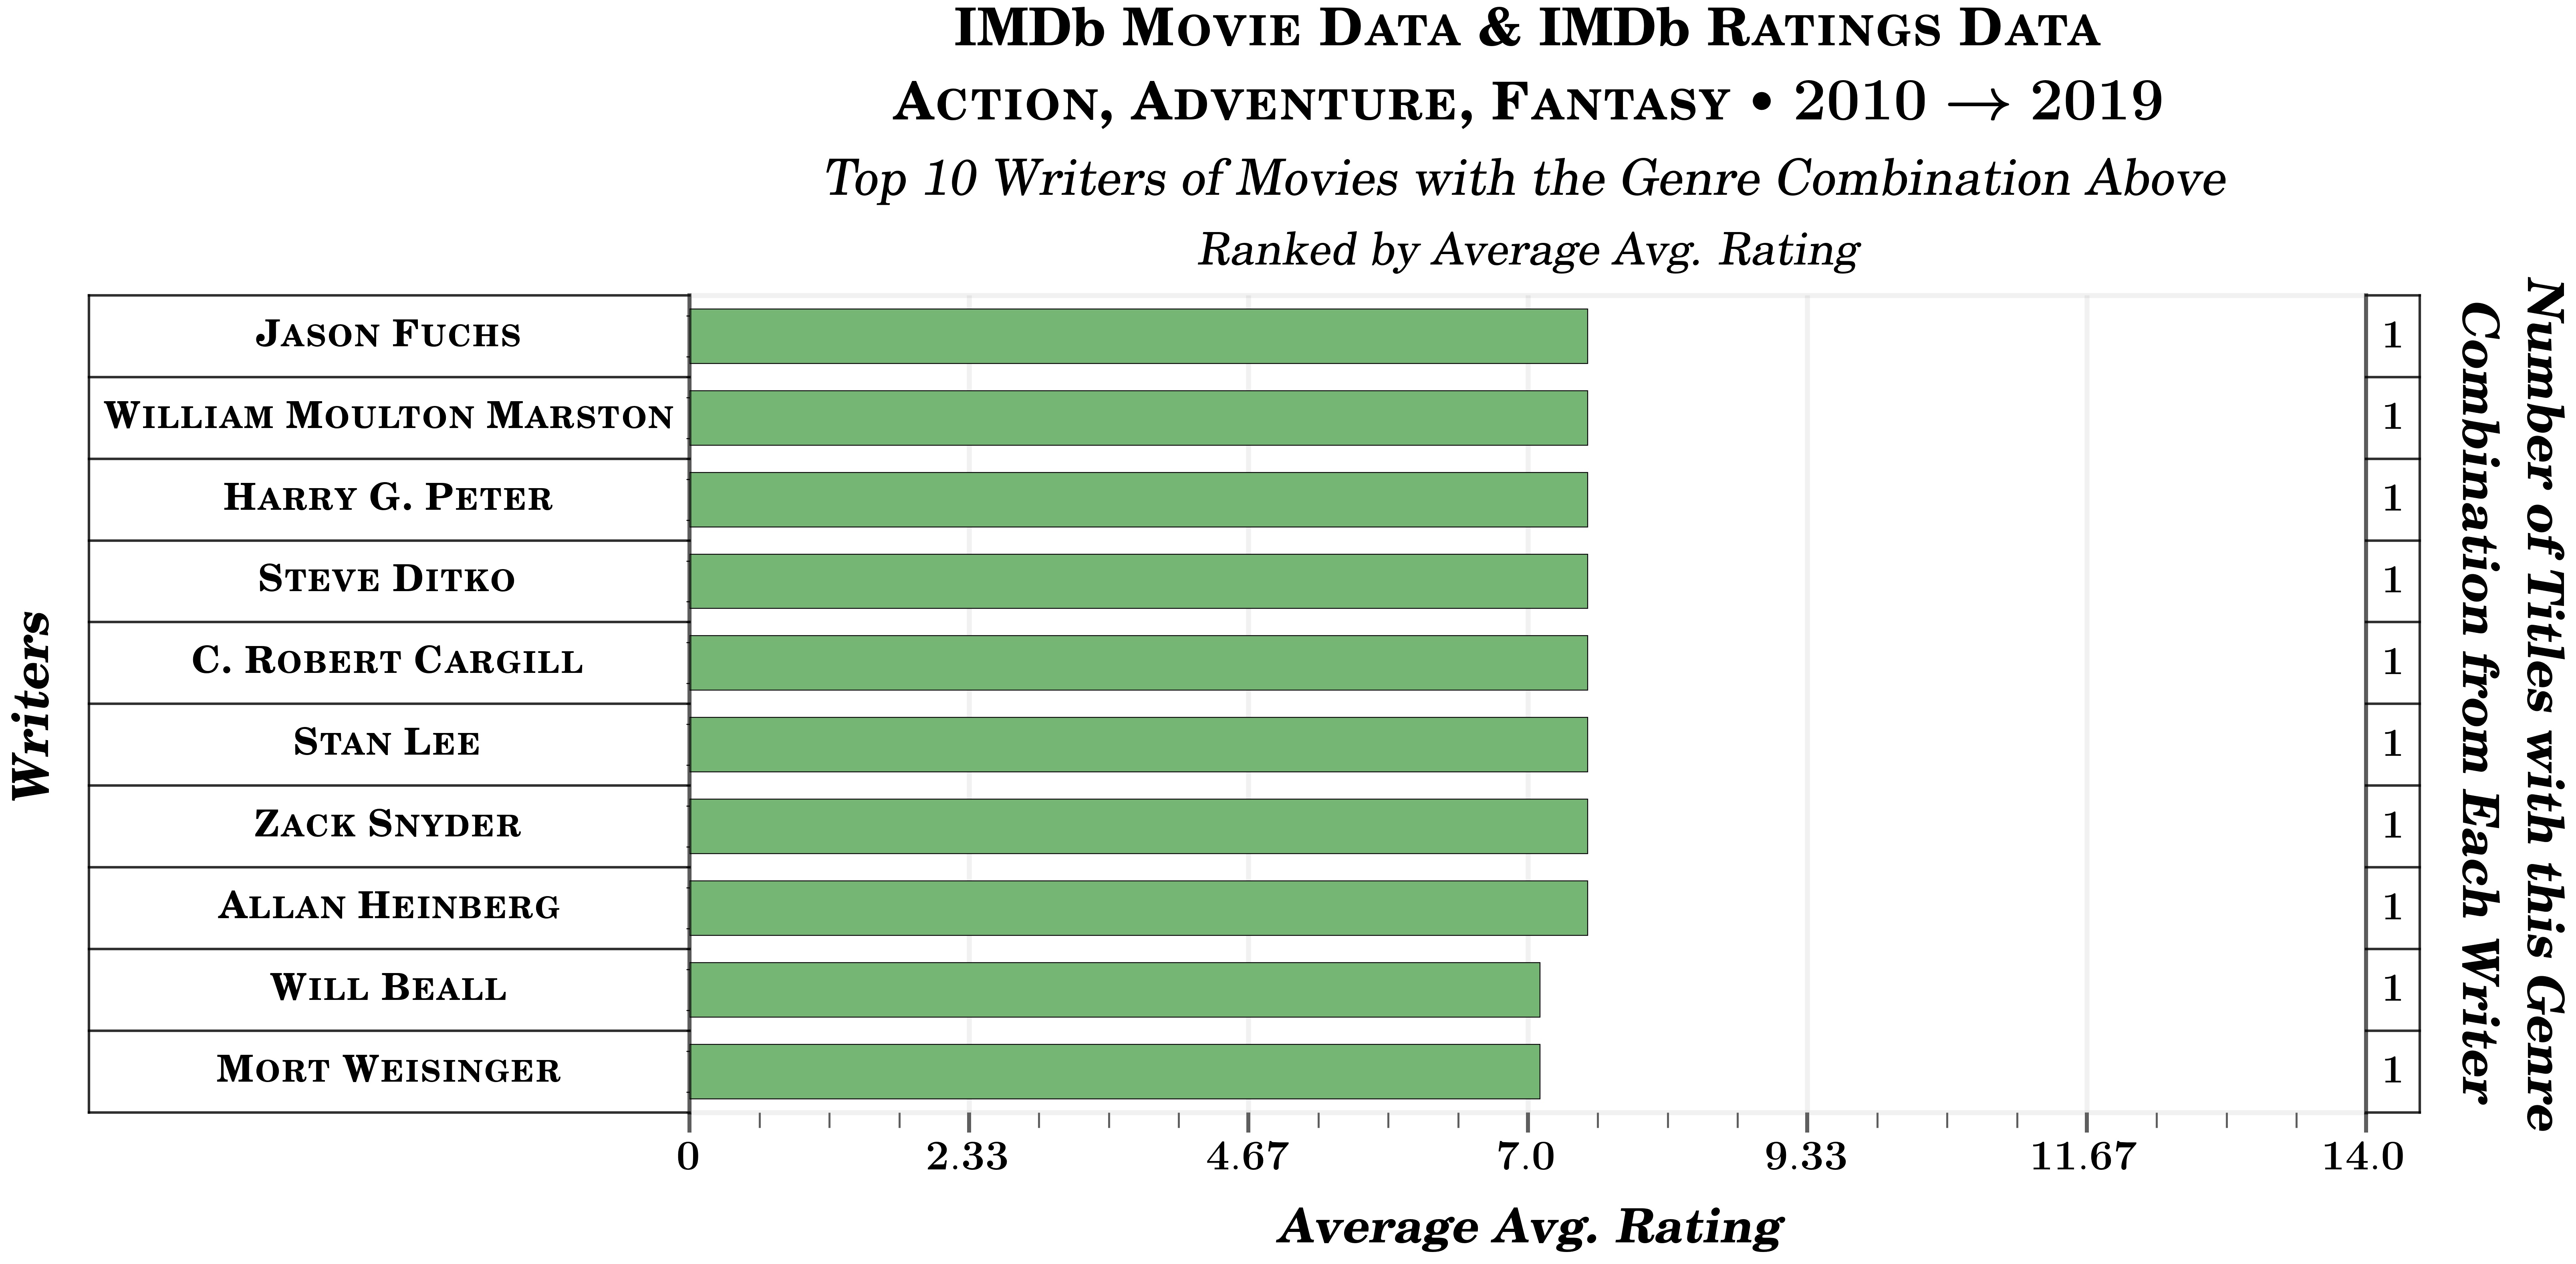 IMDb Movie Data & IMDb Ratings Data
Action, Adventure, Fantasy • 2010 → 2019
Top 10 Writers of Movies with the Genre Combination Above
Ranked by Average Avg. Rating
Writers
Jason Fuchs 1
William Moulton Marston 1
Harry G. Peter 1
Steve Ditko 1
C. Robert Cargill 1
Stan Lee 1
Zack Snyder 1
Allan Heinberg 1
Will Beall 1
Mort Weisinger 1
Number of Titles with this Genre
Combination from Each Writer
0 2.33 4.67 7.0 9.33 11.67 14.0
Average Avg. Rating